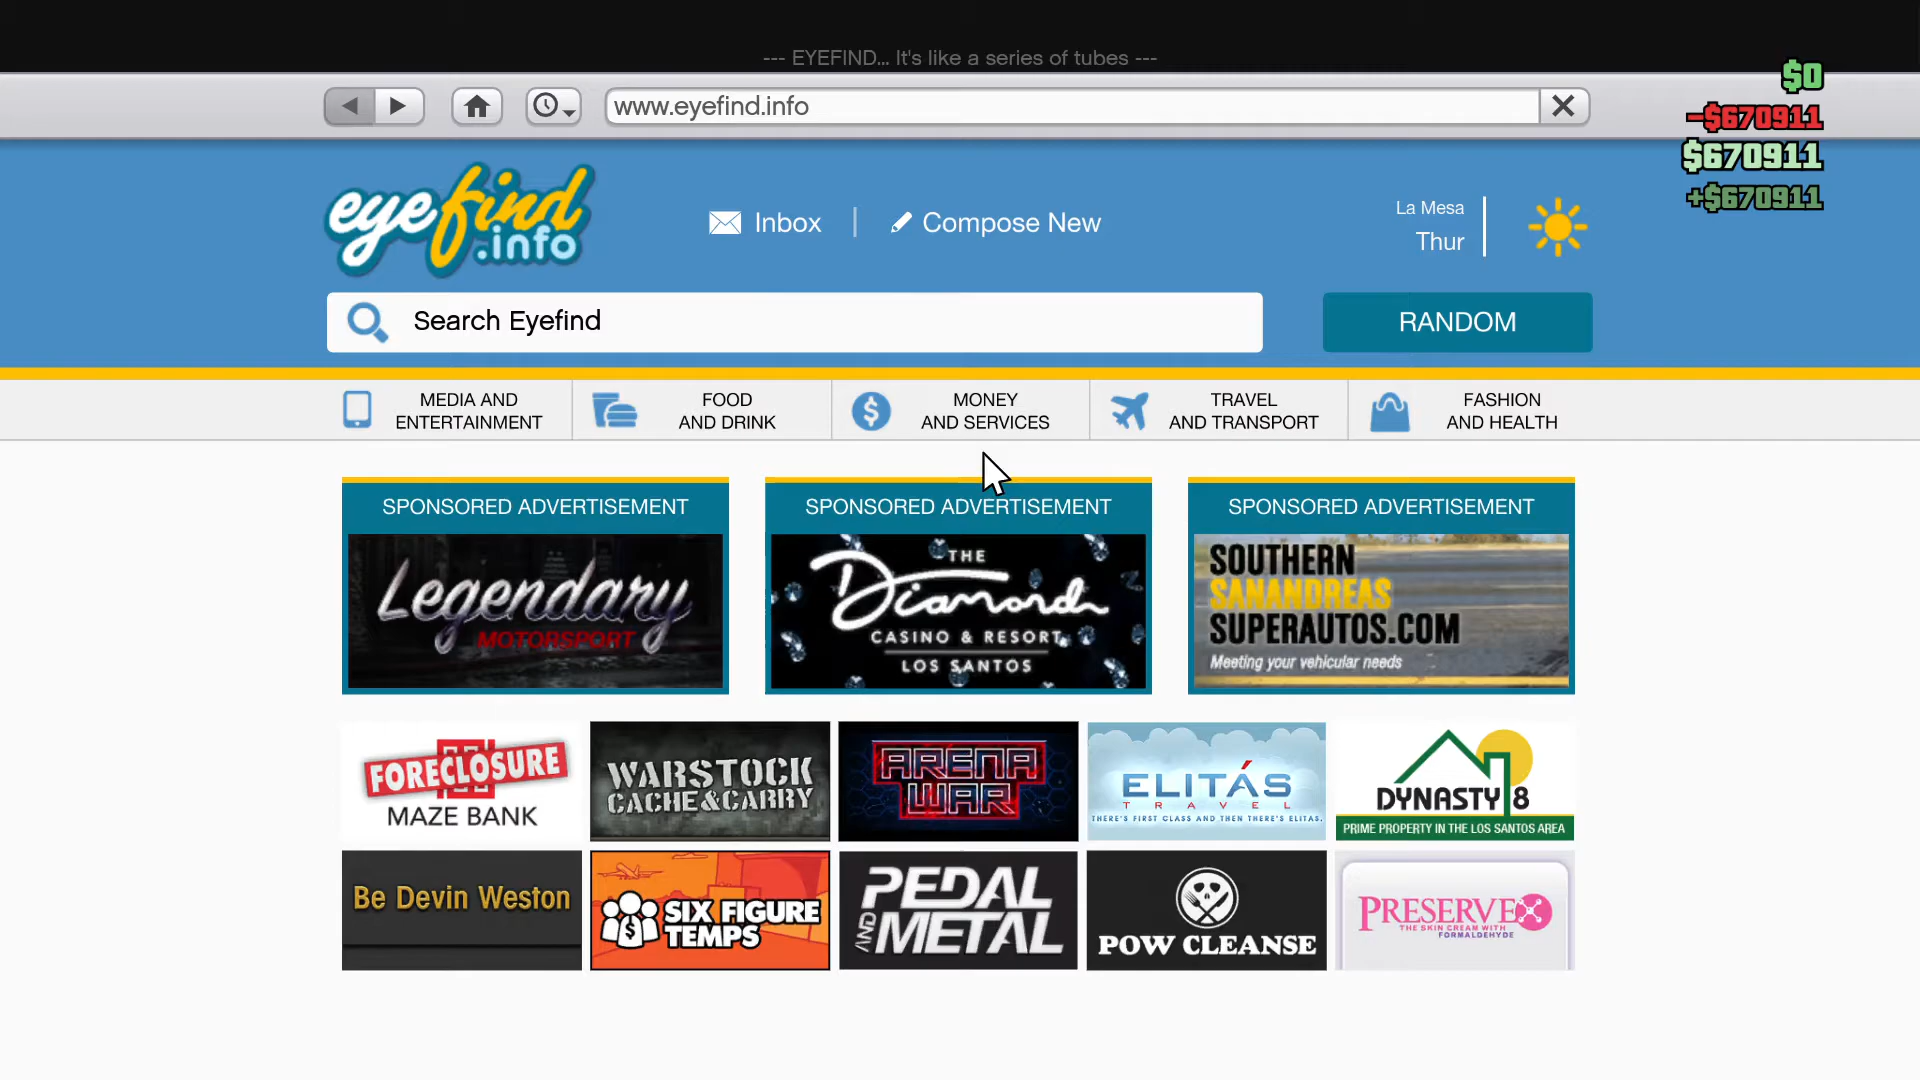 --- EYEFIND... It's like a series of tubes ---
$0
www.eyefind.info
-$670911
$670911
+$670911
eyefind
.info
Inbox
Compose New
La Mesa
Thur
Search Eyefind
RANDOM
MEDIA AND
ENTERTAINMENT
FOOD
AND DRINK
MONEY
AND SERVICES
TRAVEL
AND TRANSPORT
FASHION
AND HEALTH
SPONSORED ADVERTISEMENT
Legendary
MOTORSPORT
SPONSORED ADVERTISEMENT
THE
Diamond
CASINO & RESORT
LOS SANTOS
SPONSORED ADVERTISEMENT
SOUTHERN
SANANDREAS
SUPERAUTOS.COM
Meeting your vehicular needs
FORECLOSURE
MAZE BANK
WARSTOCK
CACHE&CARRY
ARENA
WAR
ELITÁS
TRAVEL
THERE'S FIRST CLASS AND THEN THERE'S ELITAS.
DYNASTY 8
PRIME PROPERTY IN THE LOS SANTOS AREA
Be Devin Weston
SIX FIGURE
TEMPS
PEDAL
AND METAL
POW CLEANSE
PRESERVEX
THE SKIN CREAM WITH
FORMALDEHYDE